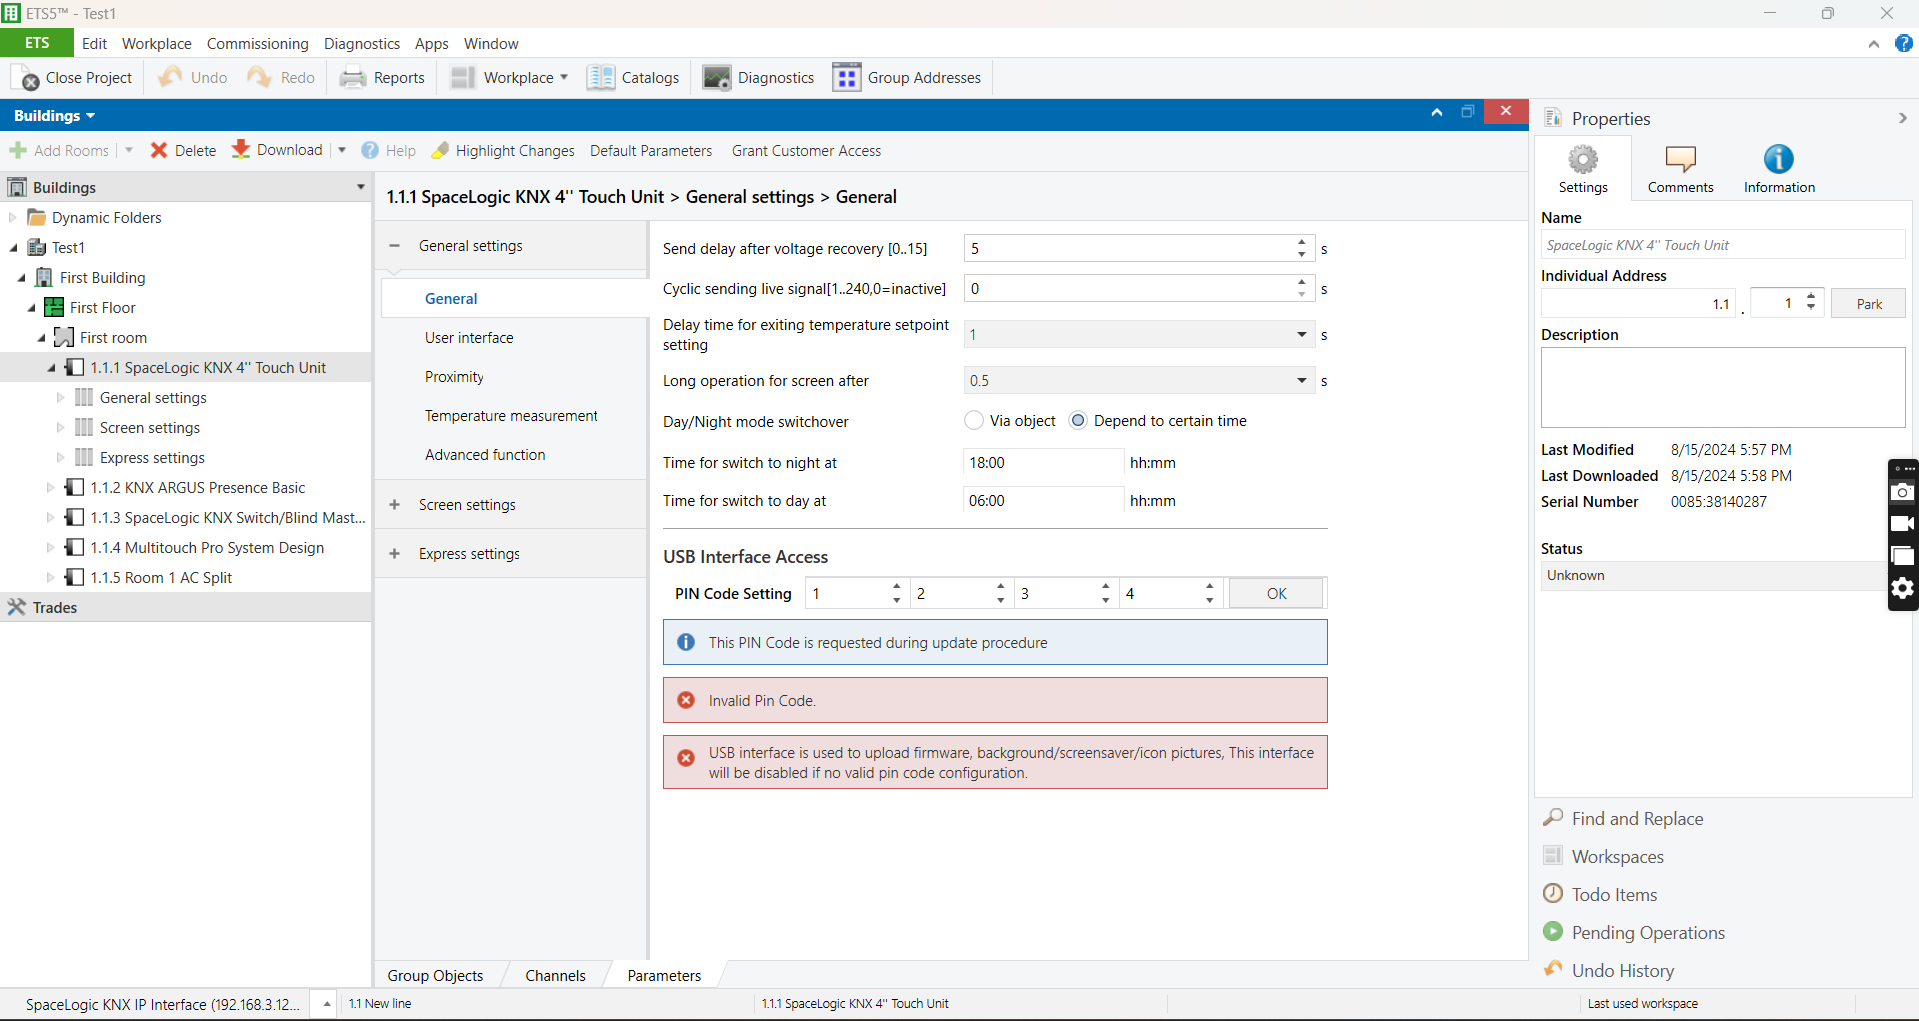 ETS5™ - Test1
ETS Edit Workplace Commissioning Diagnostics Apps Window
Close Project Undo Redo Reports Workplace Catalogs Diagnostics Group Addresses
Buildings
Add Rooms Delete Download Help Highlight Changes Default Parameters Grant Customer Access
Buildings
Dynamic Folders
Test1
First Building
First Floor
First room
1.1.1 SpaceLogic KNX 4'' Touch Unit
General settings
Screen settings
Express settings
1.1.2 KNX ARGUS Presence Basic
1.1.3 SpaceLogic KNX Switch/Blind Mast...
1.1.4 Multitouch Pro System Design
1.1.5 Room 1 AC Split
Trades
1.1.1 SpaceLogic KNX 4'' Touch Unit > General settings > General
General settings
General
User interface
Proximity
Temperature measurement
Advanced function
Screen settings
Express settings
Send delay after voltage recovery [0..15] 5 s
Cyclic sending live signal[1..240,0=inactive] 0 s
Delay time for exiting temperature setpoint
setting 1 s
Long operation for screen after 0.5 s
Day/Night mode switchover Via object Depend to certain time
Time for switch to night at 18:00 hh:mm
Time for switch to day at 06:00 hh:mm
USB Interface Access
PIN Code Setting 1 2 3 4 OK
This PIN Code is requested during update procedure
Invalid Pin Code.
USB interface is used to upload firmware, background/screensaver/icon pictures, This interface
will be disabled if no valid pin code configuration.
Group Objects Channels Parameters
Properties
Settings Comments Information
Name
SpaceLogic KNX 4'' Touch Unit
Individual Address
1.1 . 1 Park
Description
Last Modified 8/15/2024 5:57 PM
Last Downloaded 8/15/2024 5:58 PM
Serial Number 0085:38140287
Status
Unknown
Find and Replace
Workspaces
Todo Items
Pending Operations
Undo History
SpaceLogic KNX IP Interface (192.168.3.12... 1.1 New line 1.1.1 SpaceLogic KNX 4'' Touch Unit Last used workspace